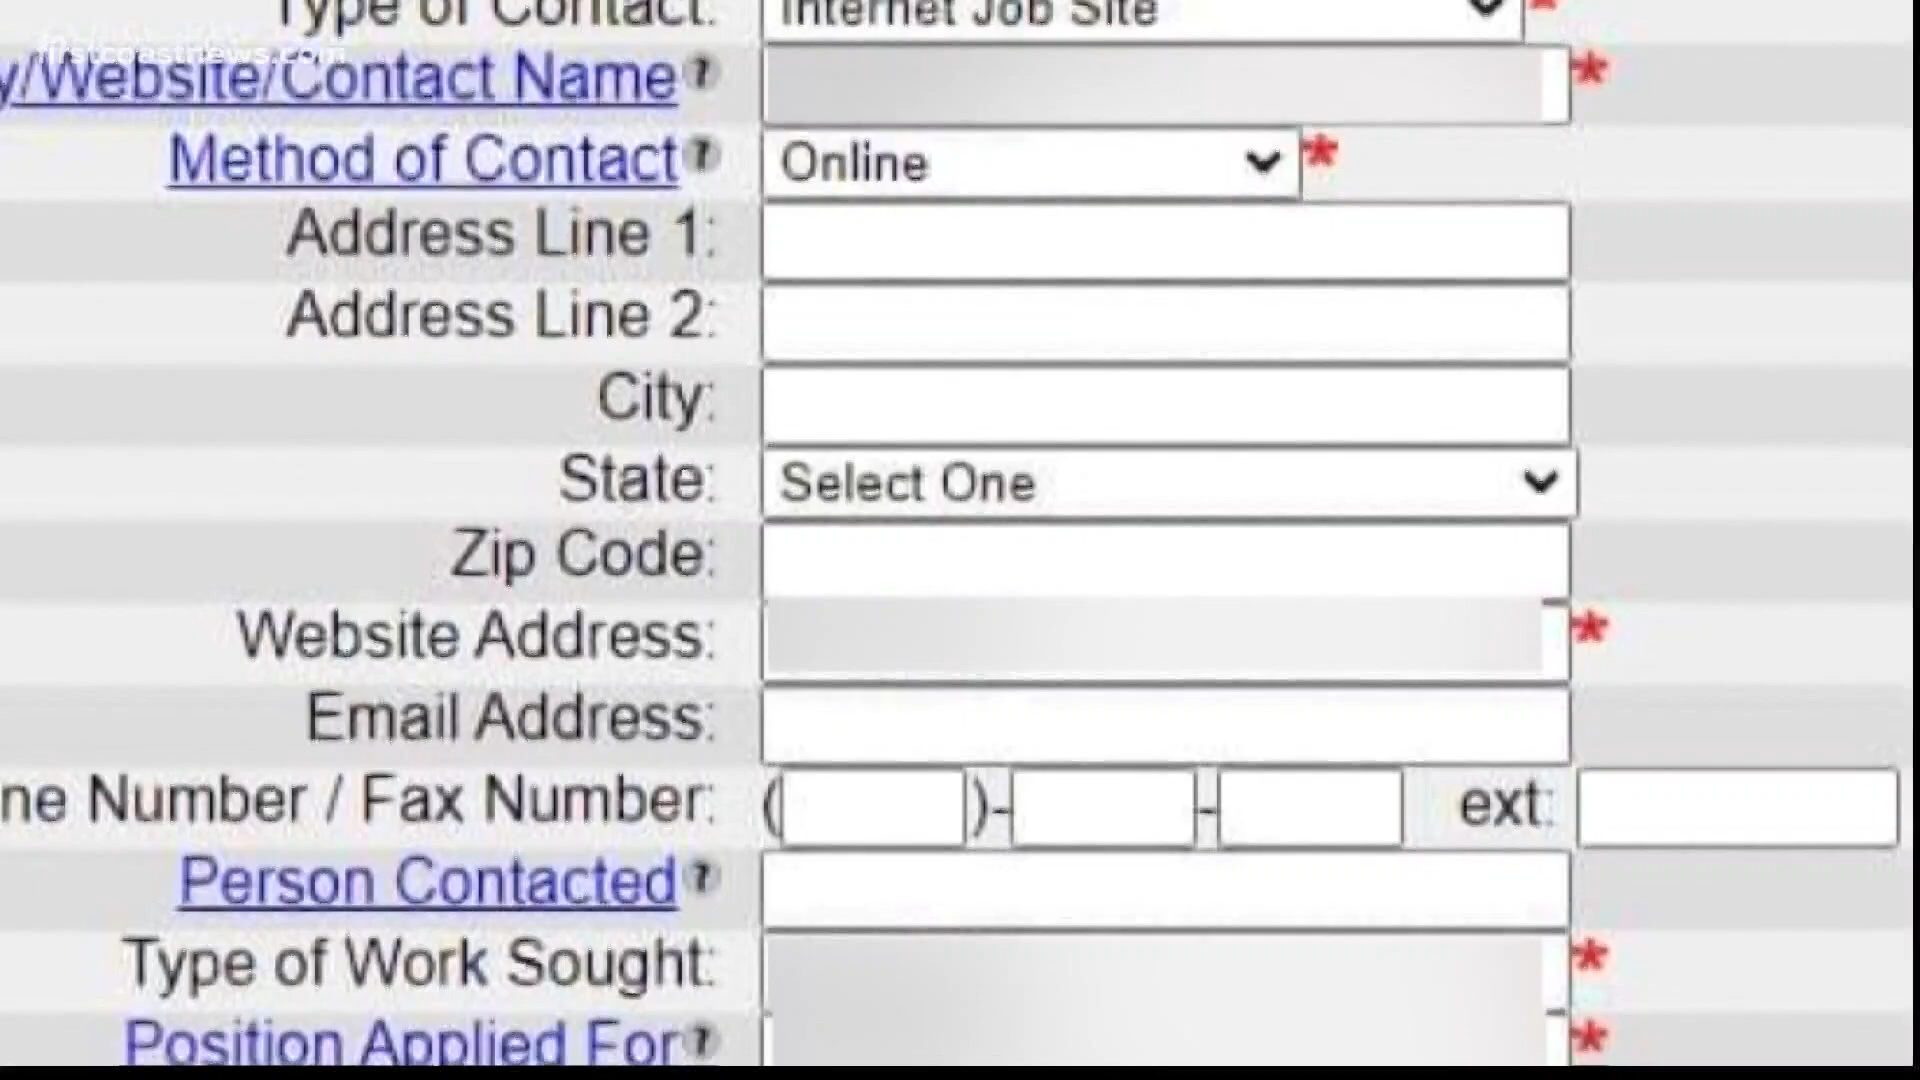 Type of Contact: Internet Job Site *
firstcoastnews.com
y/Website/Contact Name ? *
Method of Contact ? Online *
Address Line 1:
Address Line 2:
City:
State: Select One
Zip Code:
Website Address: *
Email Address:
ne Number / Fax Number: ( )- - ext:
Person Contacted ?
Type of Work Sought: *
Position Applied For ? *